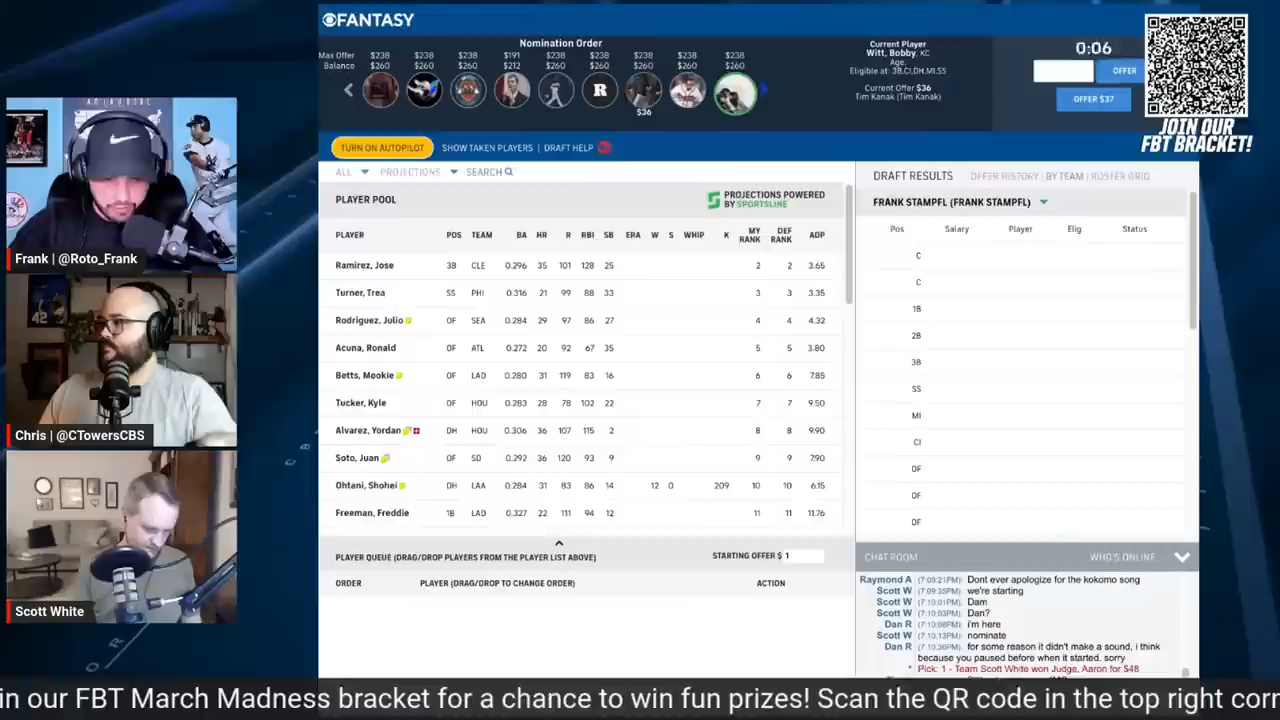 FANTASY
Nomination Order
Max Offer $238 $238 $238 $191 $238 $238 $238 $238 $238
Balance $260 $260 $260 $212 $260 $260 $260 $260 $260
$36
Current Player
Witt, Bobby, KC
Age:
Eligible at: 3B,CI,DH,MI,SS
Current Offer $36
Tim Kanak (Tim Kanak)
0:06
OFFER
OFFER $37
JOIN OUR
FBT BRACKET!
TURN ON AUTOPILOT SHOW TAKEN PLAYERS | DRAFT HELP
ALL PROJECTIONS SEARCH
PLAYER POOL
PROJECTIONS POWERED
BY SPORTSLINE
PLAYER POS TEAM BA HR R RBI SB ERA W S WHIP K MY RANK DEF RANK ADP
Ramirez, Jose 3B CLE 0.296 35 101 128 25 2 2 3.65
Turner, Trea SS PHI 0.316 21 99 88 33 3 3 3.35
Rodriguez, Julio OF SEA 0.284 29 97 86 27 4 4 4.32
Acuna, Ronald OF ATL 0.272 20 92 67 35 5 5 3.80
Betts, Mookie OF LAD 0.280 31 119 83 16 6 6 7.85
Tucker, Kyle OF HOU 0.283 28 78 102 22 7 7 9.50
Alvarez, Yordan DH HOU 0.306 36 107 115 2 8 8 9.90
Soto, Juan OF SD 0.292 36 120 93 9 9 9 7.90
Ohtani, Shohei DH LAA 0.284 31 83 86 14 12 0 209 10 10 6.15
Freeman, Freddie 1B LAD 0.327 22 111 94 12 11 11 11.76
PLAYER QUEUE (DRAG/DROP PLAYERS FROM THE PLAYER LIST ABOVE) STARTING OFFER $ 1
ORDER PLAYER (DRAG/DROP TO CHANGE ORDER) ACTION
DRAFT RESULTS OFFER HISTORY | BY TEAM | ROSTER GRID
FRANK STAMPFL (FRANK STAMPFL)
Pos Salary Player Elig Status
C
C
1B
2B
3B
SS
MI
CI
OF
OF
OF
CHAT ROOM WHO'S ONLINE
Raymond A (7:09:21PM): Dont ever apologize for the kokomo song
Scott W (7:09:35PM): we're starting
Scott W (7:10:01PM): Dam
Scott W (7:10:03PM): Dan?
Dan R (7:10:08PM): i'm here
Scott W (7:10:13PM): nominate
Dan R (7:10:30PM): for some reason it didn't make a sound, i think
because you paused before when it started. sorry
* Pick: 1 - Team Scott White won Judge, Aaron for $48
Frank | @Roto_Frank
Chris | @CTowersCBS
Scott White
in our FBT March Madness bracket for a chance to win fun prizes! Scan the QR code in the top right corn